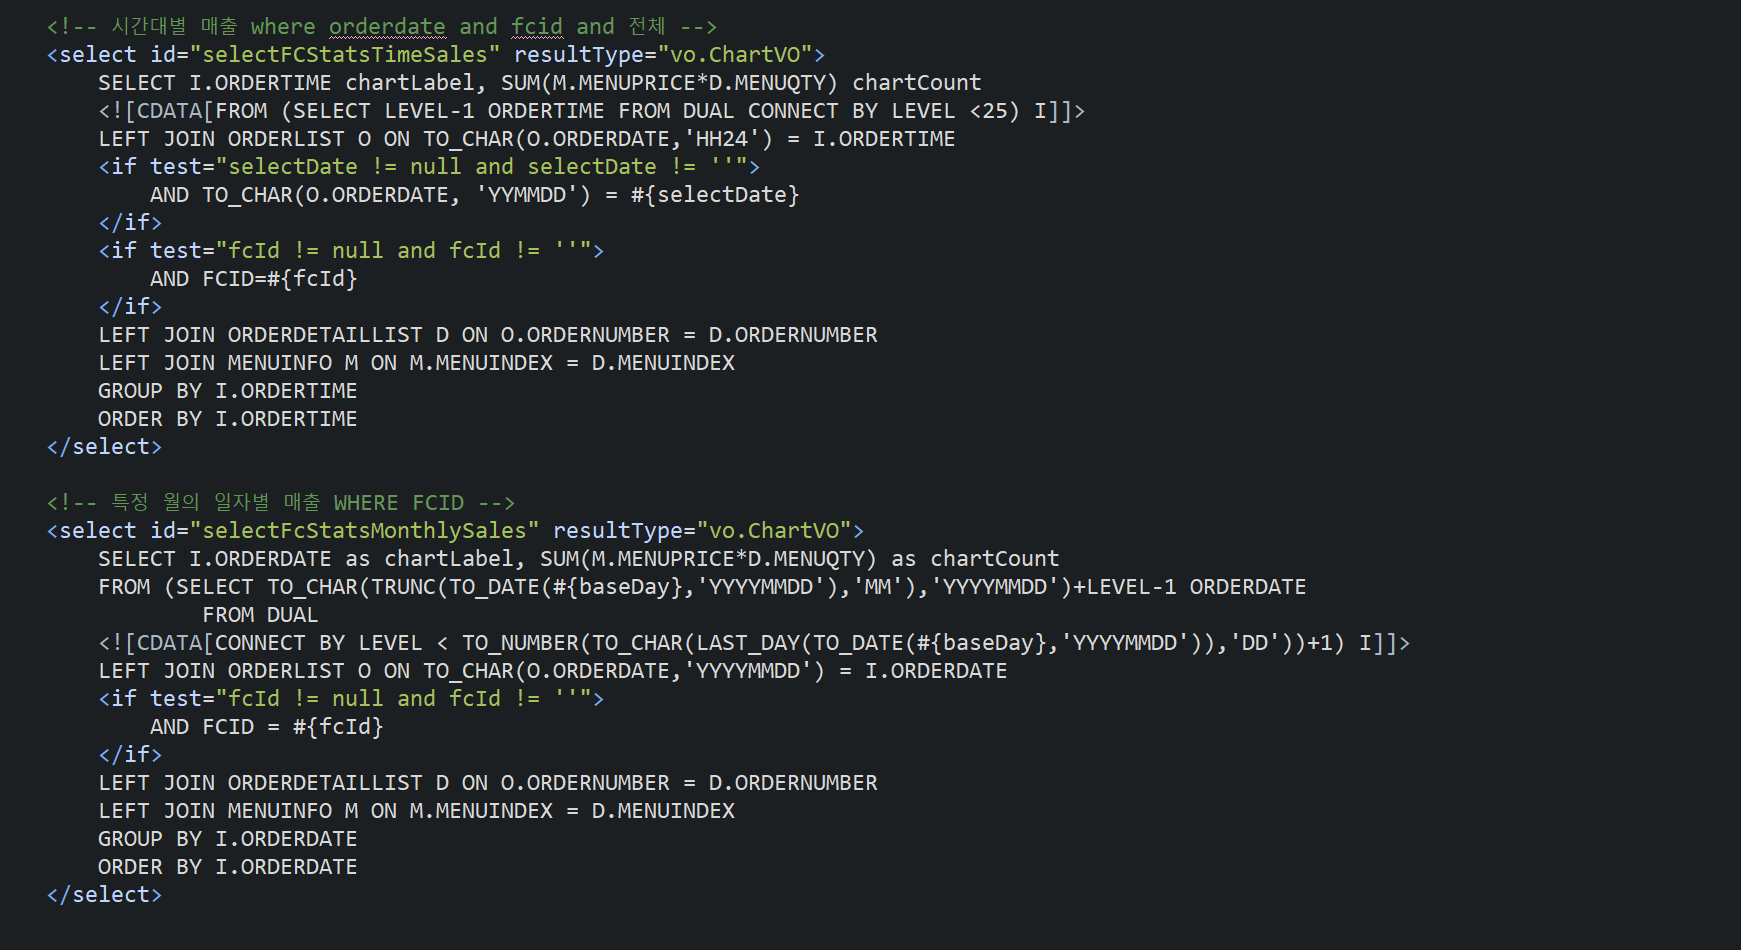 <!-- 시간대별 매출 where orderdate and fcid and 전체 -->
<select id="selectFCStatsTimeSales" resultType="vo.ChartVO">
SELECT I.ORDERTIME chartLabel, SUM(M.MENUPRICE*D.MENUQTY) chartCount
<![CDATA[FROM (SELECT LEVEL-1 ORDERTIME FROM DUAL CONNECT BY LEVEL <25) I]]>
LEFT JOIN ORDERLIST O ON TO_CHAR(O.ORDERDATE,'HH24') = I.ORDERTIME
<if test="selectDate != null and selectDate != ''">
AND TO_CHAR(O.ORDERDATE, 'YYMMDD') = #{selectDate}
</if>
<if test="fcId != null and fcId != ''">
AND FCID=#{fcId}
</if>
LEFT JOIN ORDERDETAILLIST D ON O.ORDERNUMBER = D.ORDERNUMBER
LEFT JOIN MENUINFO M ON M.MENUINDEX = D.MENUINDEX
GROUP BY I.ORDERTIME
ORDER BY I.ORDERTIME
</select>
<!-- 특정 월의 일자별 매출 WHERE FCID -->
<select id="selectFcStatsMonthlySales" resultType="vo.ChartVO">
SELECT I.ORDERDATE as chartLabel, SUM(M.MENUPRICE*D.MENUQTY) as chartCount
FROM (SELECT TO_CHAR(TRUNC(TO_DATE(#{baseDay},'YYYYMMDD'),'MM'),'YYYYMMDD')+LEVEL-1 ORDERDATE
FROM DUAL
<![CDATA[CONNECT BY LEVEL < TO_NUMBER(TO_CHAR(LAST_DAY(TO_DATE(#{baseDay},'YYYYMMDD')),'DD'))+1) I]]>
LEFT JOIN ORDERLIST O ON TO_CHAR(O.ORDERDATE,'YYYYMMDD') = I.ORDERDATE
<if test="fcId != null and fcId != ''">
AND FCID = #{fcId}
</if>
LEFT JOIN ORDERDETAILLIST D ON O.ORDERNUMBER = D.ORDERNUMBER
LEFT JOIN MENUINFO M ON M.MENUINDEX = D.MENUINDEX
GROUP BY I.ORDERDATE
ORDER BY I.ORDERDATE
</select>